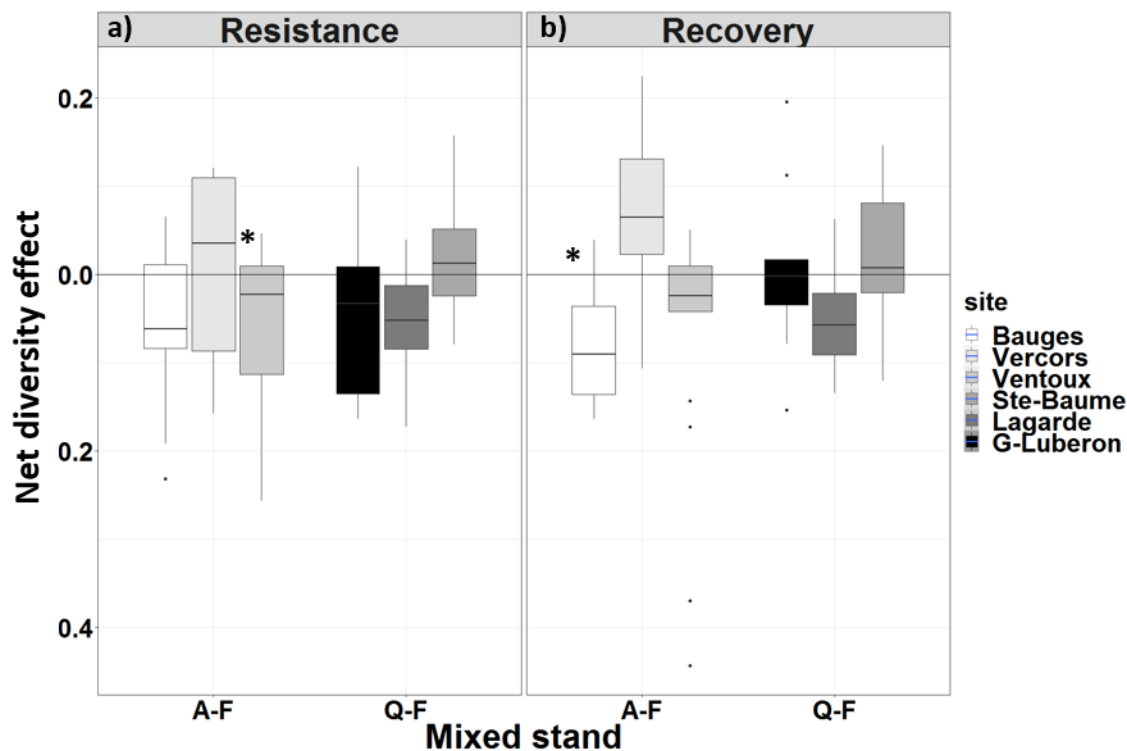 a) Resistance
b) Recovery
0.2
0.0
0.2
0.4
Net diversity effect
*
*
A-F
Q-F
A-F
Q-F
Mixed stand
site
Bauges
Vercors
Ventoux
Ste-Baume
Lagarde
G-Luberon